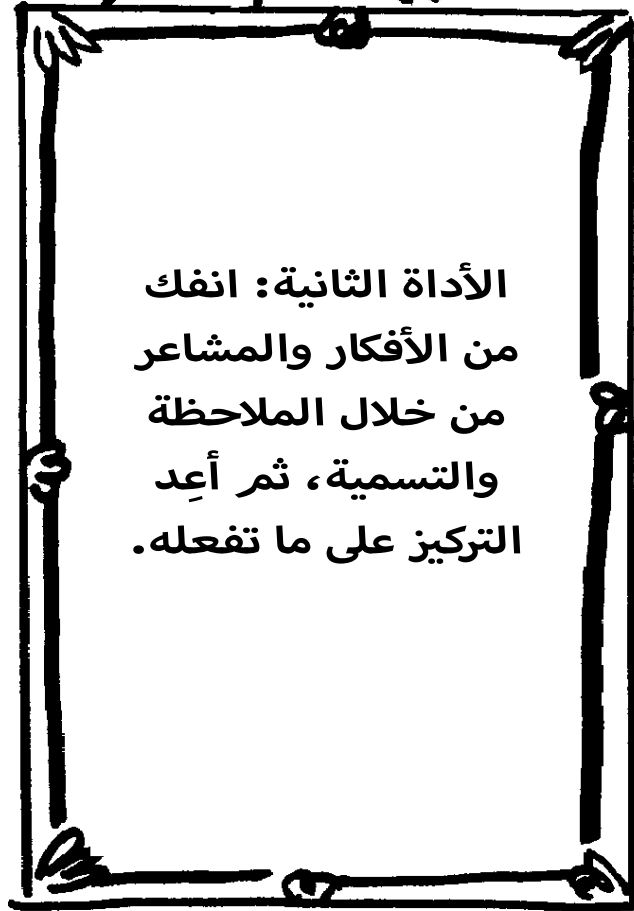 الأداة الثانية: انفك
من الأفكار والمشاعر
من خلال الملاحظة
والتسمية، ثم أعِد
التركيز على ما تفعله.